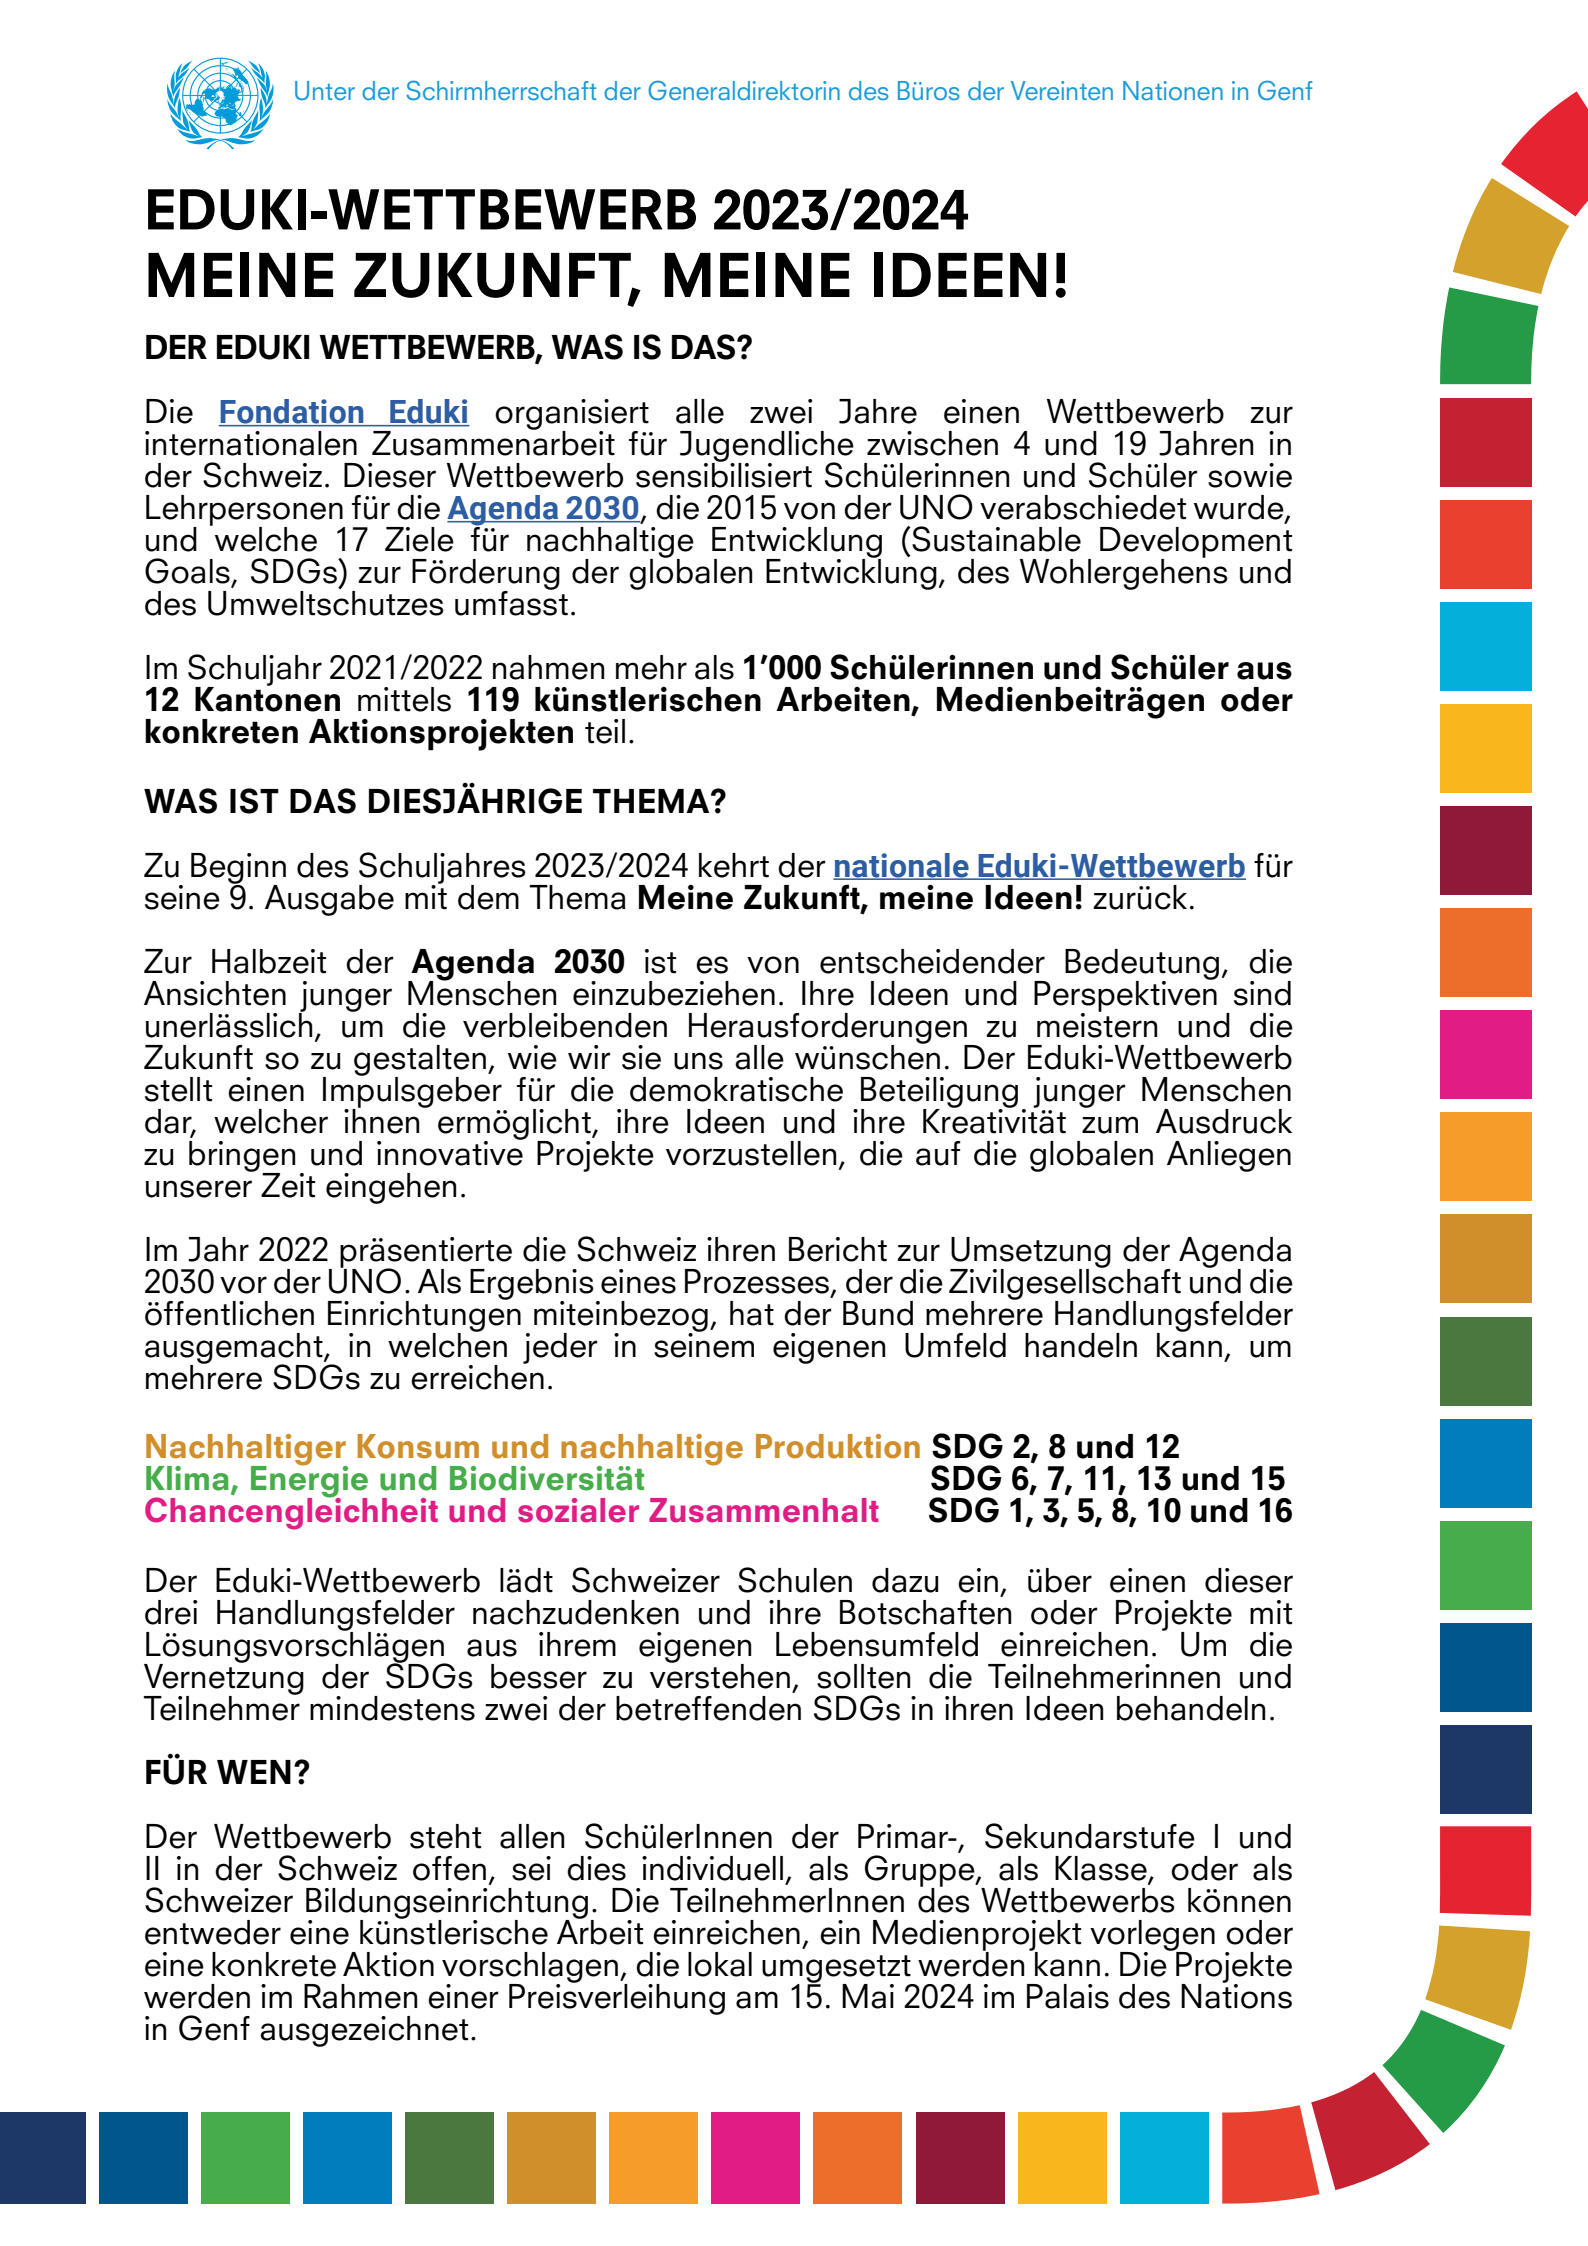 Unter der Schirmherrschaft der Generaldirektorin des Büros der Vereinten Nationen in Genf
EDUKI-WETTBEWERB 2023/2024
MEINE ZUKUNFT, MEINE IDEEN!
DER EDUKI WETTBEWERB, WAS IS DAS?
Die Fondation Eduki organisiert alle zwei Jahre einen Wettbewerb zur
internationalen Zusammenarbeit für Jugendliche zwischen 4 und 19 Jahren in
der Schweiz. Dieser Wettbewerb sensibilisiert Schülerinnen und Schüler sowie
Lehrpersonen für die Agenda 2030, die 2015 von der UNO verabschiedet wurde,
und welche 17 Ziele für nachhaltige Entwicklung (Sustainable Development
Goals, SDGs) zur Förderung der globalen Entwicklung, des Wohlergehens und
des Umweltschutzes umfasst.
Im Schuljahr 2021/2022 nahmen mehr als 1’000 Schülerinnen und Schüler aus
12 Kantonen mittels 119 künstlerischen Arbeiten, Medienbeiträgen oder
konkreten Aktionsprojekten teil.
WAS IST DAS DIESJÄHRIGE THEMA?
Zu Beginn des Schuljahres 2023/2024 kehrt der nationale Eduki-Wettbewerb für
seine 9. Ausgabe mit dem Thema Meine Zukunft, meine Ideen! zurück.
Zur Halbzeit der Agenda 2030 ist es von entscheidender Bedeutung, die
Ansichten junger Menschen einzubeziehen. Ihre Ideen und Perspektiven sind
unerlässlich, um die verbleibenden Herausforderungen zu meistern und die
Zukunft so zu gestalten, wie wir sie uns alle wünschen. Der Eduki-Wettbewerb
stellt einen Impulsgeber für die demokratische Beteiligung junger Menschen
dar, welcher ihnen ermöglicht, ihre Ideen und ihre Kreativität zum Ausdruck
zu bringen und innovative Projekte vorzustellen, die auf die globalen Anliegen
unserer Zeit eingehen.
Im Jahr 2022 präsentierte die Schweiz ihren Bericht zur Umsetzung der Agenda
2030 vor der UNO. Als Ergebnis eines Prozesses, der die Zivilgesellschaft und die
öffentlichen Einrichtungen miteinbezog, hat der Bund mehrere Handlungsfelder
ausgemacht, in welchen jeder in seinem eigenen Umfeld handeln kann, um
mehrere SDGs zu erreichen.
Nachhaltiger Konsum und nachhaltige Produktion SDG 2, 8 und 12
Klima, Energie und Biodiversität SDG 6, 7, 11, 13 und 15
Chancengleichheit und sozialer Zusammenhalt SDG 1, 3, 5, 8, 10 und 16
Der Eduki-Wettbewerb lädt Schweizer Schulen dazu ein, über einen dieser
drei Handlungsfelder nachzudenken und ihre Botschaften oder Projekte mit
Lösungsvorschlägen aus ihrem eigenen Lebensumfeld einreichen. Um die
Vernetzung der SDGs besser zu verstehen, sollten die Teilnehmerinnen und
Teilnehmer mindestens zwei der betreffenden SDGs in ihren Ideen behandeln.
FÜR WEN?
Der Wettbewerb steht allen SchülerInnen der Primar-, Sekundarstufe I und
II in der Schweiz offen, sei dies individuell, als Gruppe, als Klasse, oder als
Schweizer Bildungseinrichtung. Die TeilnehmerInnen des Wettbewerbs können
entweder eine künstlerische Arbeit einreichen, ein Medienprojekt vorlegen oder
eine konkrete Aktion vorschlagen, die lokal umgesetzt werden kann. Die Projekte
werden im Rahmen einer Preisverleihung am 15. Mai 2024 im Palais des Nations
in Genf ausgezeichnet.